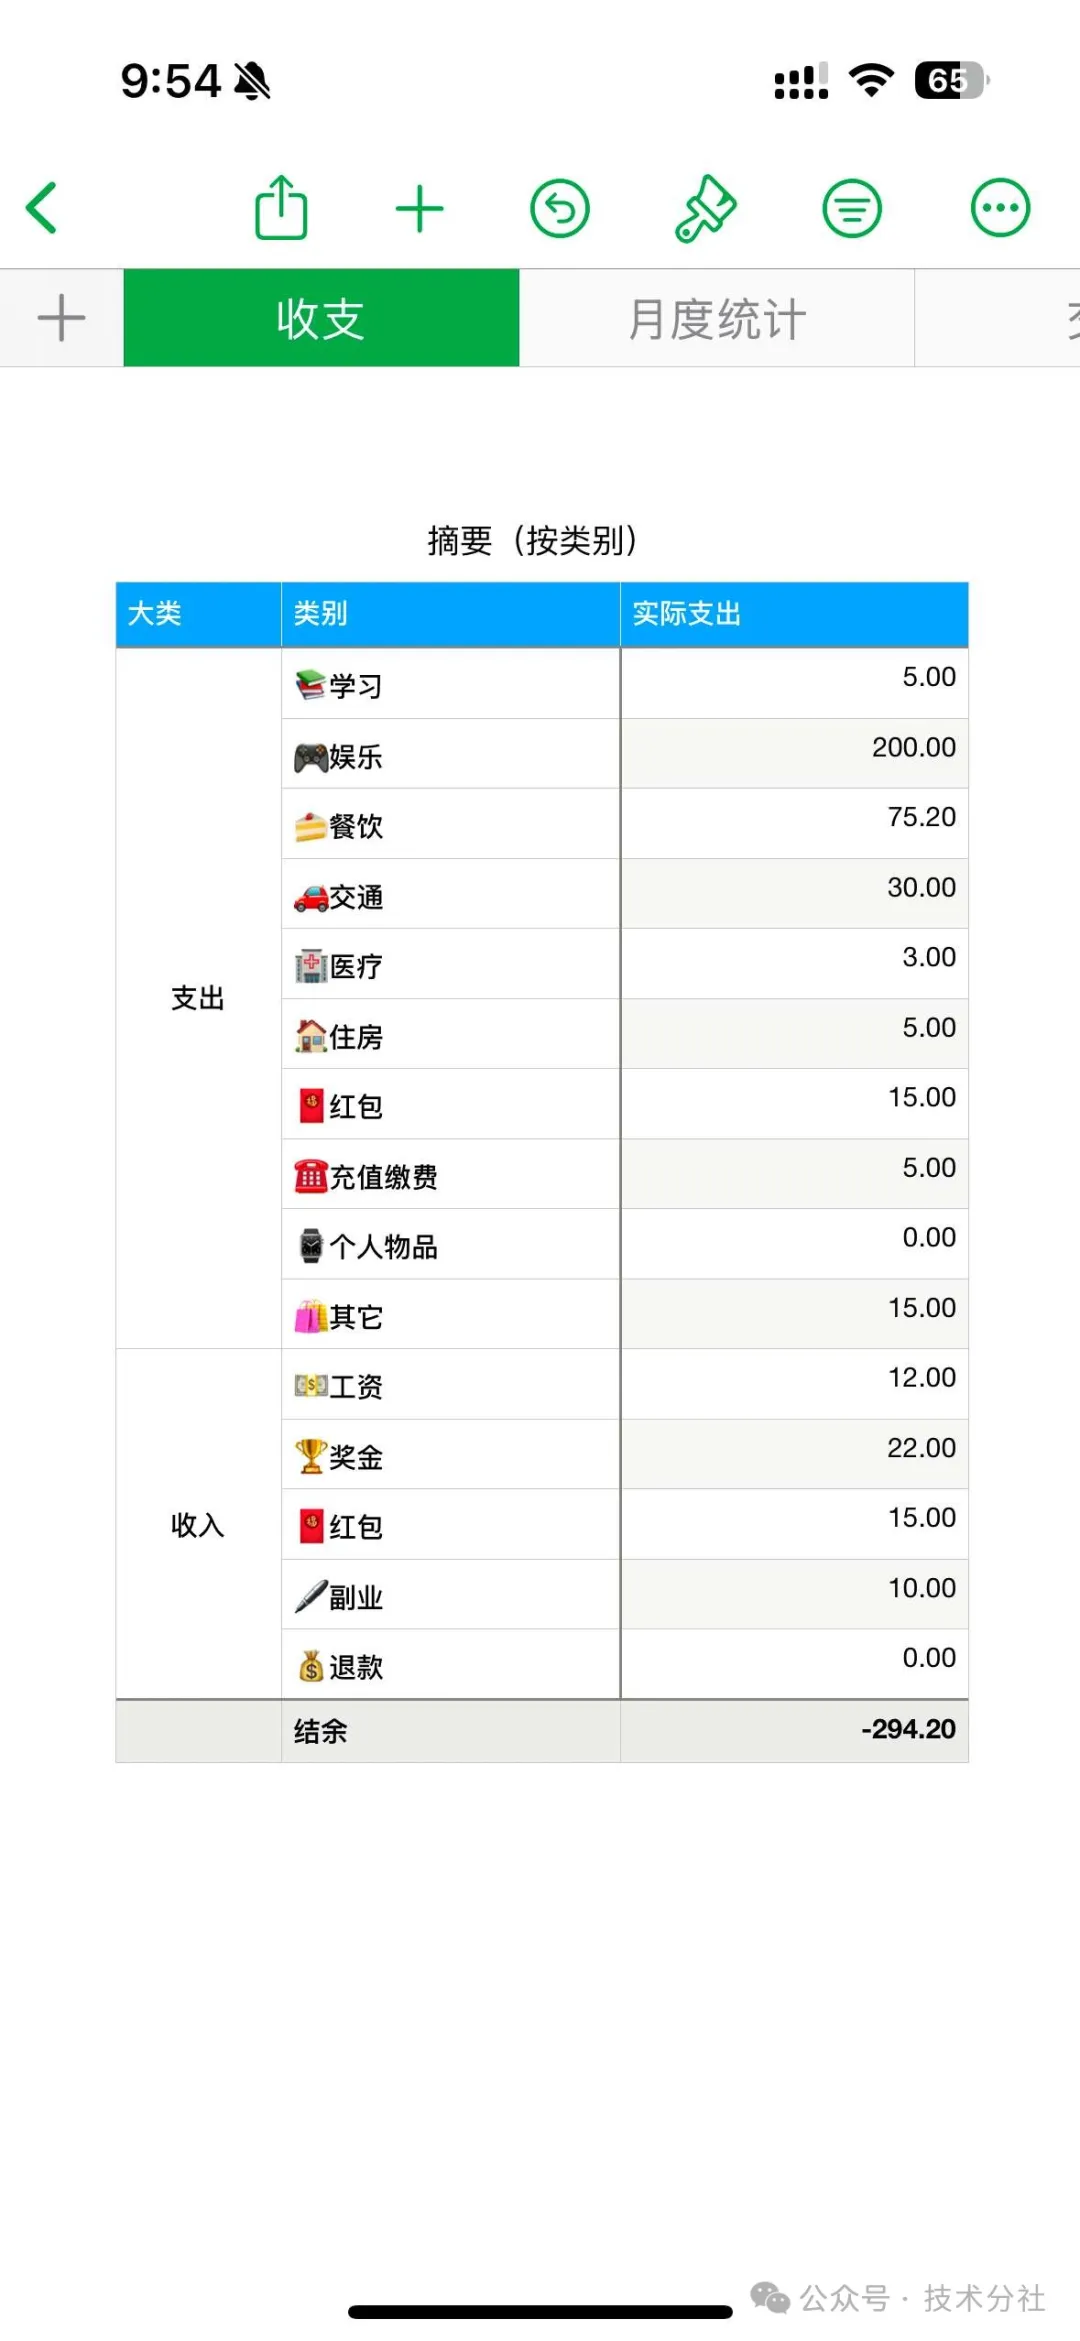 9:54
65
收支
月度统计
摘要（按类别）
大类 类别 实际支出
学习 5.00
娱乐 200.00
餐饮 75.20
交通 30.00
医疗 3.00
支出
住房 5.00
红包 15.00
充值缴费 5.00
个人物品 0.00
其它 15.00
工资 12.00
奖金 22.00
收入
红包 15.00
副业 10.00
退款 0.00
结余 -294.20
公众号 · 技术分社